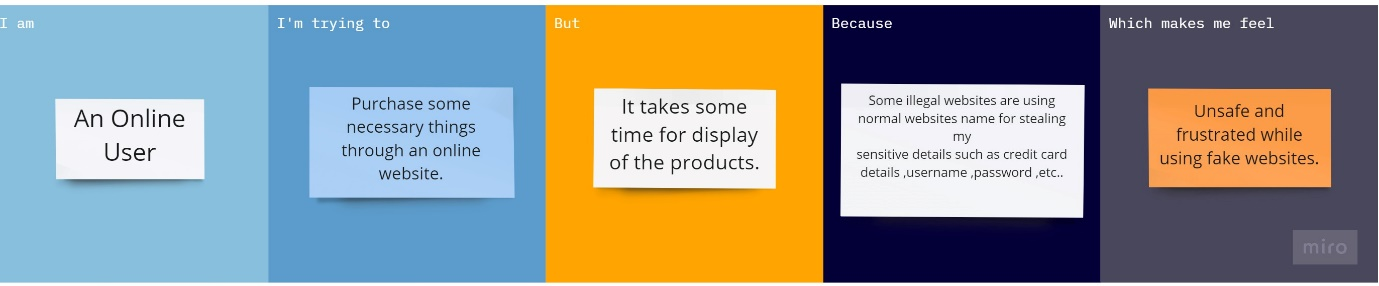 I am
An Online
User
I'm trying to
Purchase some
necessary things
through an online
website.
But
It takes some
time for display
of the products.
Because
Some illegal websites are using
normal websites name for stealing
my
sensitive details such as credit card
details ,username ,password ,etc..
Which makes me feel
Unsafe and
frustrated while
using fake websites.
miro